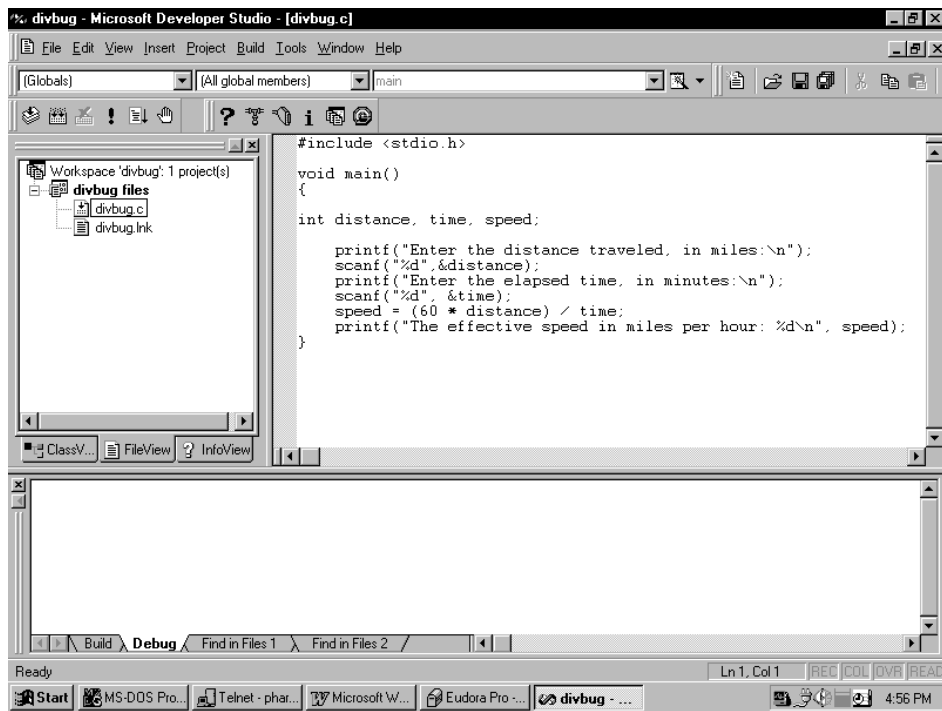 divbug - Microsoft Developer Studio - [divbug.c]
File Edit View Insert Project Build Tools Window Help
(Globals) (All global members) main
Workspace 'divbug': 1 project(s)
divbug files
divbug.c
divbug.lnk
ClassV... FileView InfoView
#include <stdio.h>
void main()
{
int distance, time, speed;
printf("Enter the distance traveled, in miles:\n");
scanf("%d",&distance);
printf("Enter the elapsed time, in minutes:\n");
scanf("%d", &time);
speed = (60 * distance) / time;
printf("The effective speed in miles per hour: %d\n", speed);
}
Build Debug Find in Files 1 Find in Files 2
Ready Ln 1, Col 1 REC COL OVR READ
Start MS-DOS Pro... Telnet - phar... Microsoft W... Eudora Pro -... divbug - ... 4:56 PM